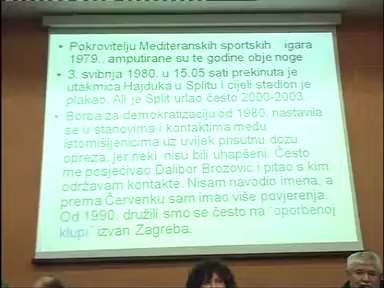 • Pokrovitelju Mediteranskih sportskih igara
1979., amputirane su te godine obje noge
• 3. svibnja 1980. u 15.05 sati prekinuta je
utakmica Hajduka u Splitu i cijeli stadion je
plakao. Ali je Split urlao često 2000-2003.
• Borba za demokratizaciju od 1980. nastavila
se u stanovima i kontaktima među
istomišljenicima uz uvijek prisutnu dozu
opreza, jer neki nisu bili uhapšeni. Često
me posjećivao Dalibor Brozović i pitao s kim
održavam kontakte. Nisam navodio imena, a
prema Červenku sam imao više povjerenja.
Od 1990. družili smo se često na "oporbenoj
klupi" izvan Zagreba.